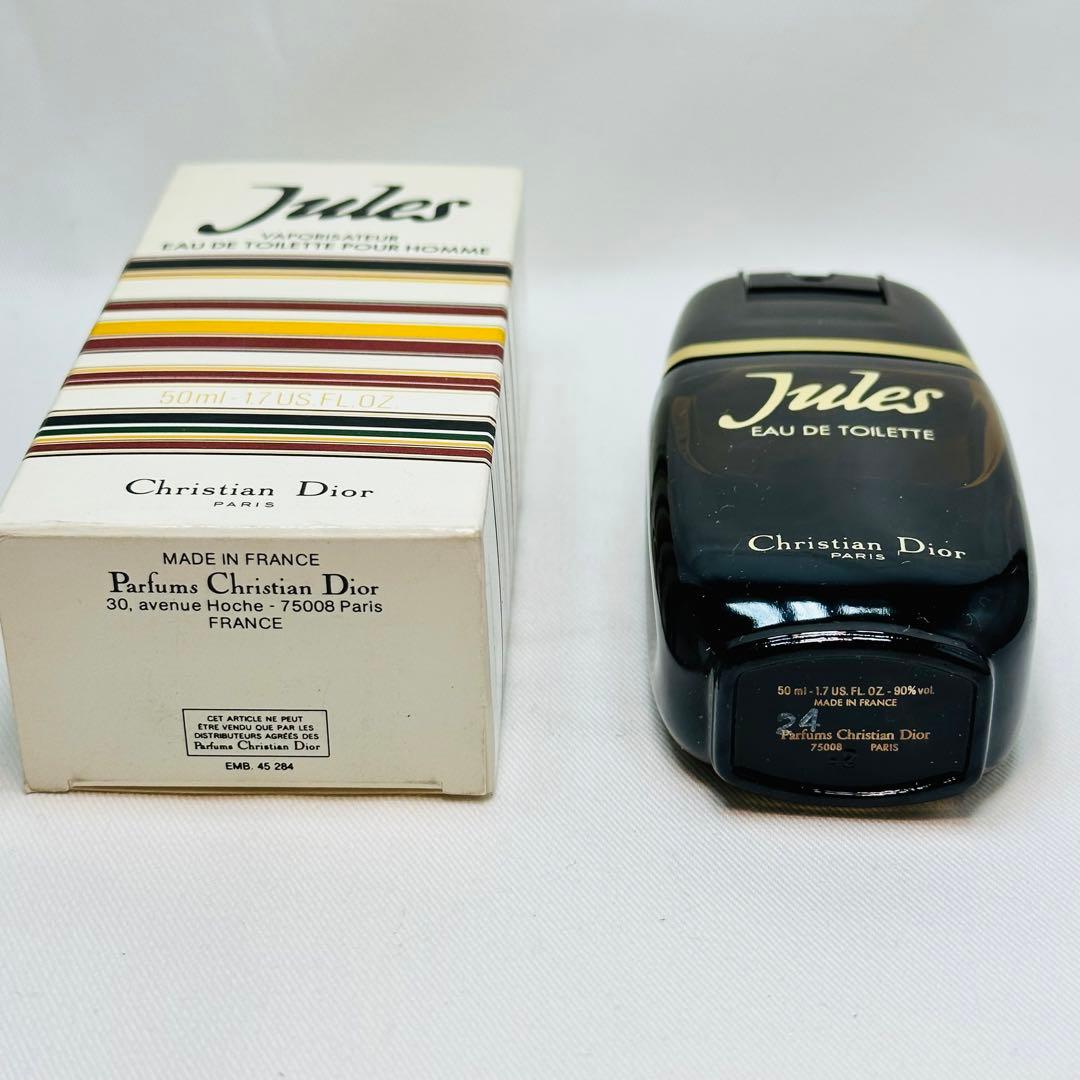 Jules
VAPORISATEUR
EAU DE TOILETTE POUR HOMME
50ml - 1.7 US. FL. OZ.
Christian Dior
PARIS
MADE IN FRANCE
Parfums Christian Dior
30, avenue Hoche - 75008 Paris
FRANCE
CET ARTICLE NE PEUT
ÊTRE VENDU QUE PAR LES
DISTRIBUTEURS AGRÉÉS DES
Parfums Christian Dior
EMB. 45 284
Jules
EAU DE TOILETTE
Christian Dior
PARIS
50 ml - 1.7 US. FL. OZ. - 90% vol.
MADE IN FRANCE
24
Parfums Christian Dior
75008 PARIS